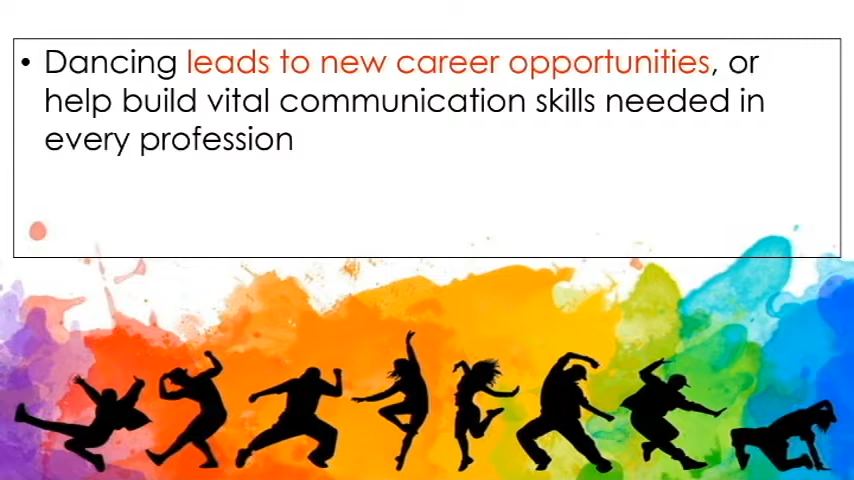 • Dancing leads to new career opportunities, or
help build vital communication skills needed in
every profession